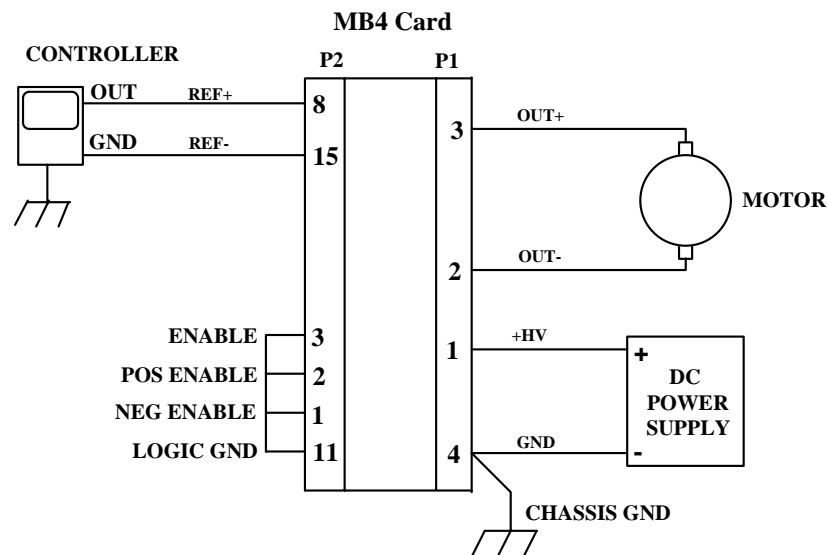 MB4 Card
CONTROLLER
P2
P1
OUT
REF+
8
GND
REF-
15
3
OUT+
MOTOR
2
OUT-
ENABLE
3
POS ENABLE
2
NEG ENABLE
1
LOGIC GND
11
1
+HV
+
DC
POWER
SUPPLY
4
GND
-
CHASSIS GND